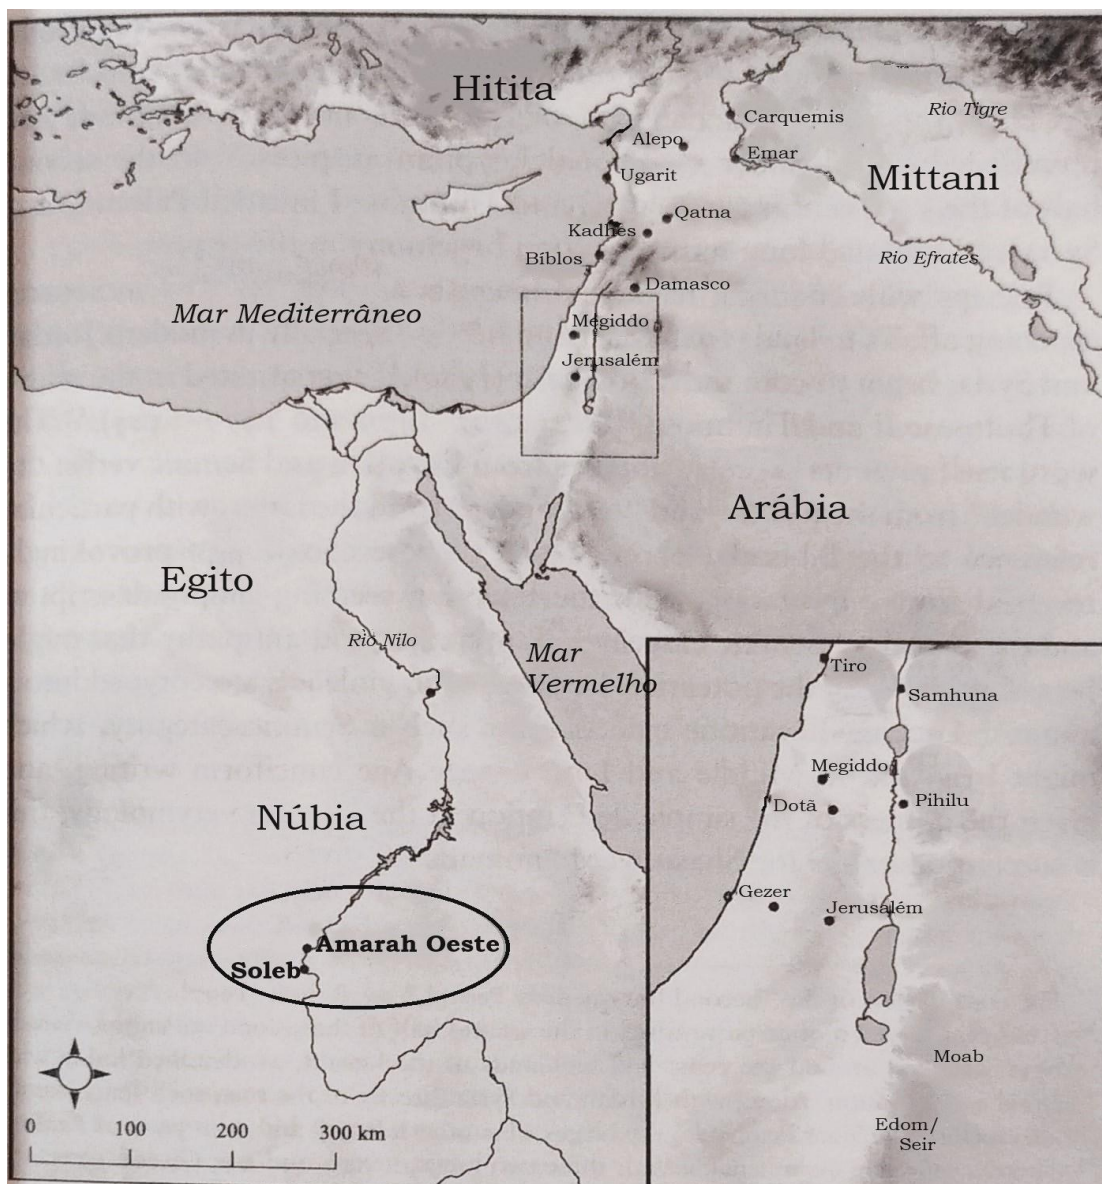 Hitita
Carquemis
Rio Tigre
Alepo
Emar
Ugarit
Mittani
Qatna
Kadhes
Bíblos
Rio Efrates
Damasco
Mar Mediterrâneo
Megiddo
Jerusalém
Arábia
Egito
Rio Nilo
Mar
Vermelho
Núbia
Amarah Oeste
Soleb
0 100 200 300 km
Tiro
Samhuna
Megiddo
Dotã
Pihilu
Gezer
Jerusalém
Moab
Edom/
Seir